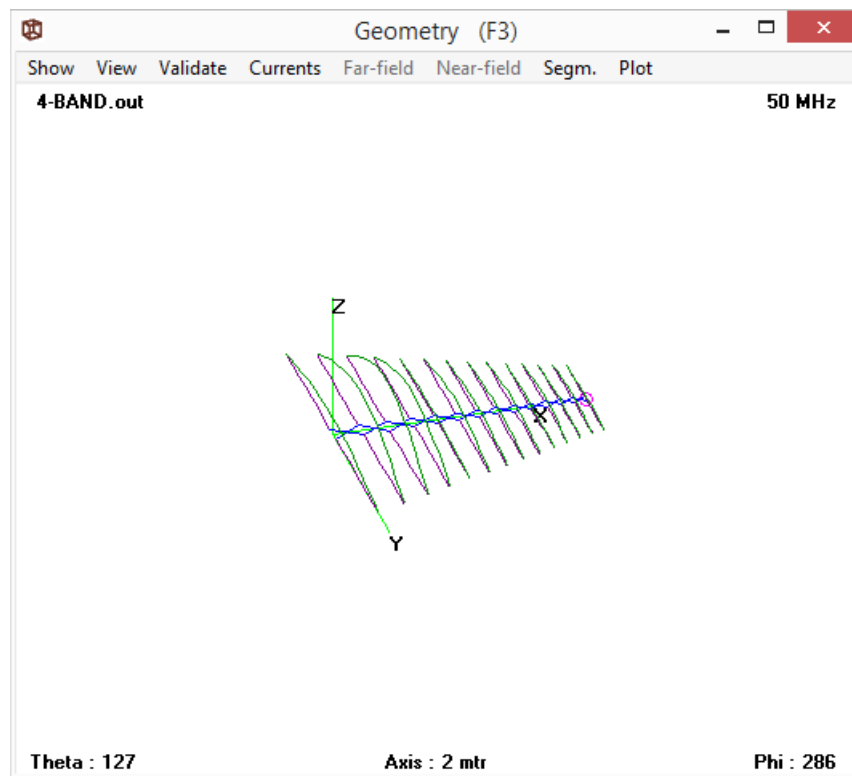 Geometry (F3)
Show View Validate Currents Far-field Near-field Segm. Plot
4-BAND.out 50 MHz
Z
X
Y
Theta : 127 Axis : 2 mtr Phi : 286